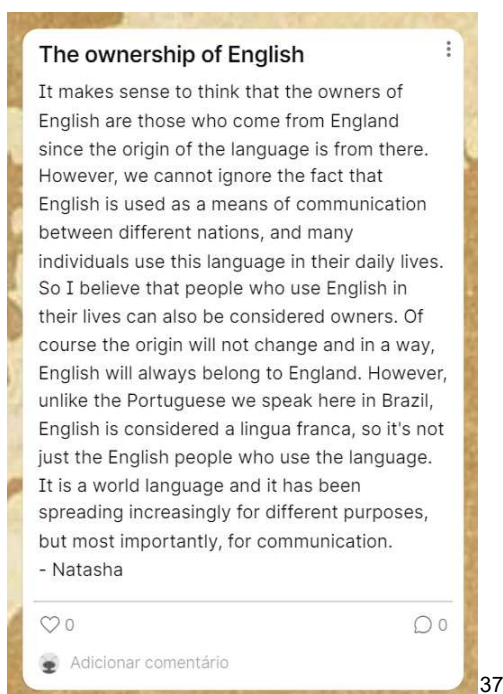 The ownership of English
It makes sense to think that the owners of
English are those who come from England
since the origin of the language is from there.
However, we cannot ignore the fact that
English is used as a means of communication
between different nations, and many
individuals use this language in their daily lives.
So I believe that people who use English in
their lives can also be considered owners. Of
course the origin will not change and in a way,
English will always belong to England. However,
unlike the Portuguese we speak here in Brazil,
English is considered a lingua franca, so it's not
just the English people who use the language.
It is a world language and it has been
spreading increasingly for different purposes,
but most importantly, for communication.
- Natasha
0 0
Adicionar comentário
37